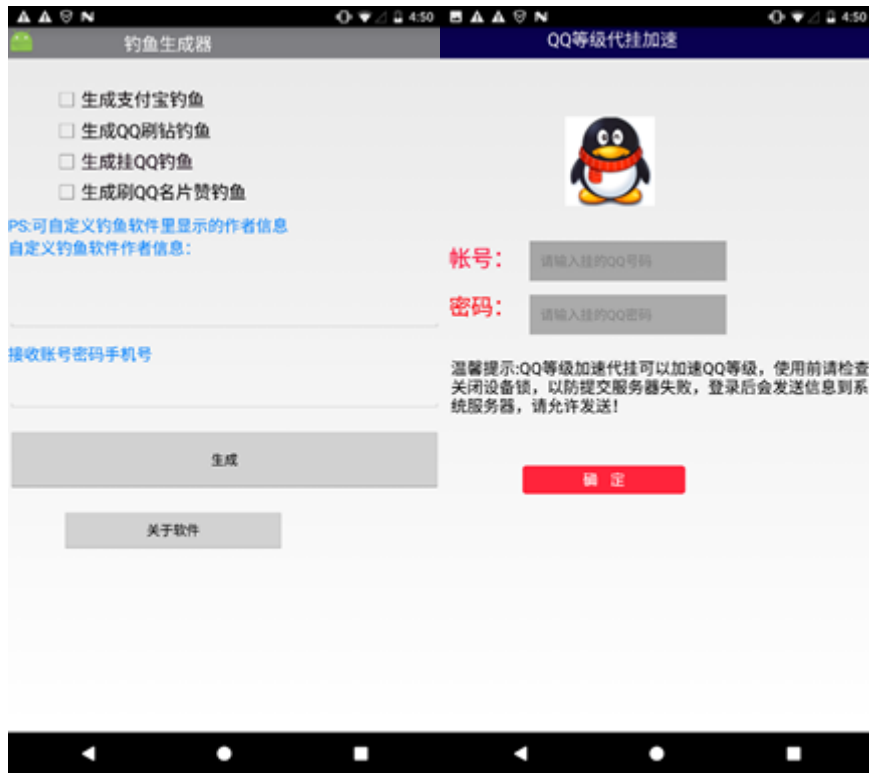 4:50
钓鱼生成器
生成支付宝钓鱼
生成QQ刷钻钓鱼
生成挂QQ钓鱼
生成刷QQ名片赞钓鱼
PS:可自定义钓鱼软件里显示的作者信息
自定义钓鱼软件作者信息:
接收账号密码手机号
生成
关于软件
4:50
QQ等级代挂加速
帐号：
请输入挂的QQ号码
密码：
请输入挂的QQ密码
温馨提示:QQ等级加速代挂可以加速QQ等级，使用前请检查
关闭设备锁，以防提交服务器失败，登录后会发送信息到系
统服务器，请允许发送！
确 定